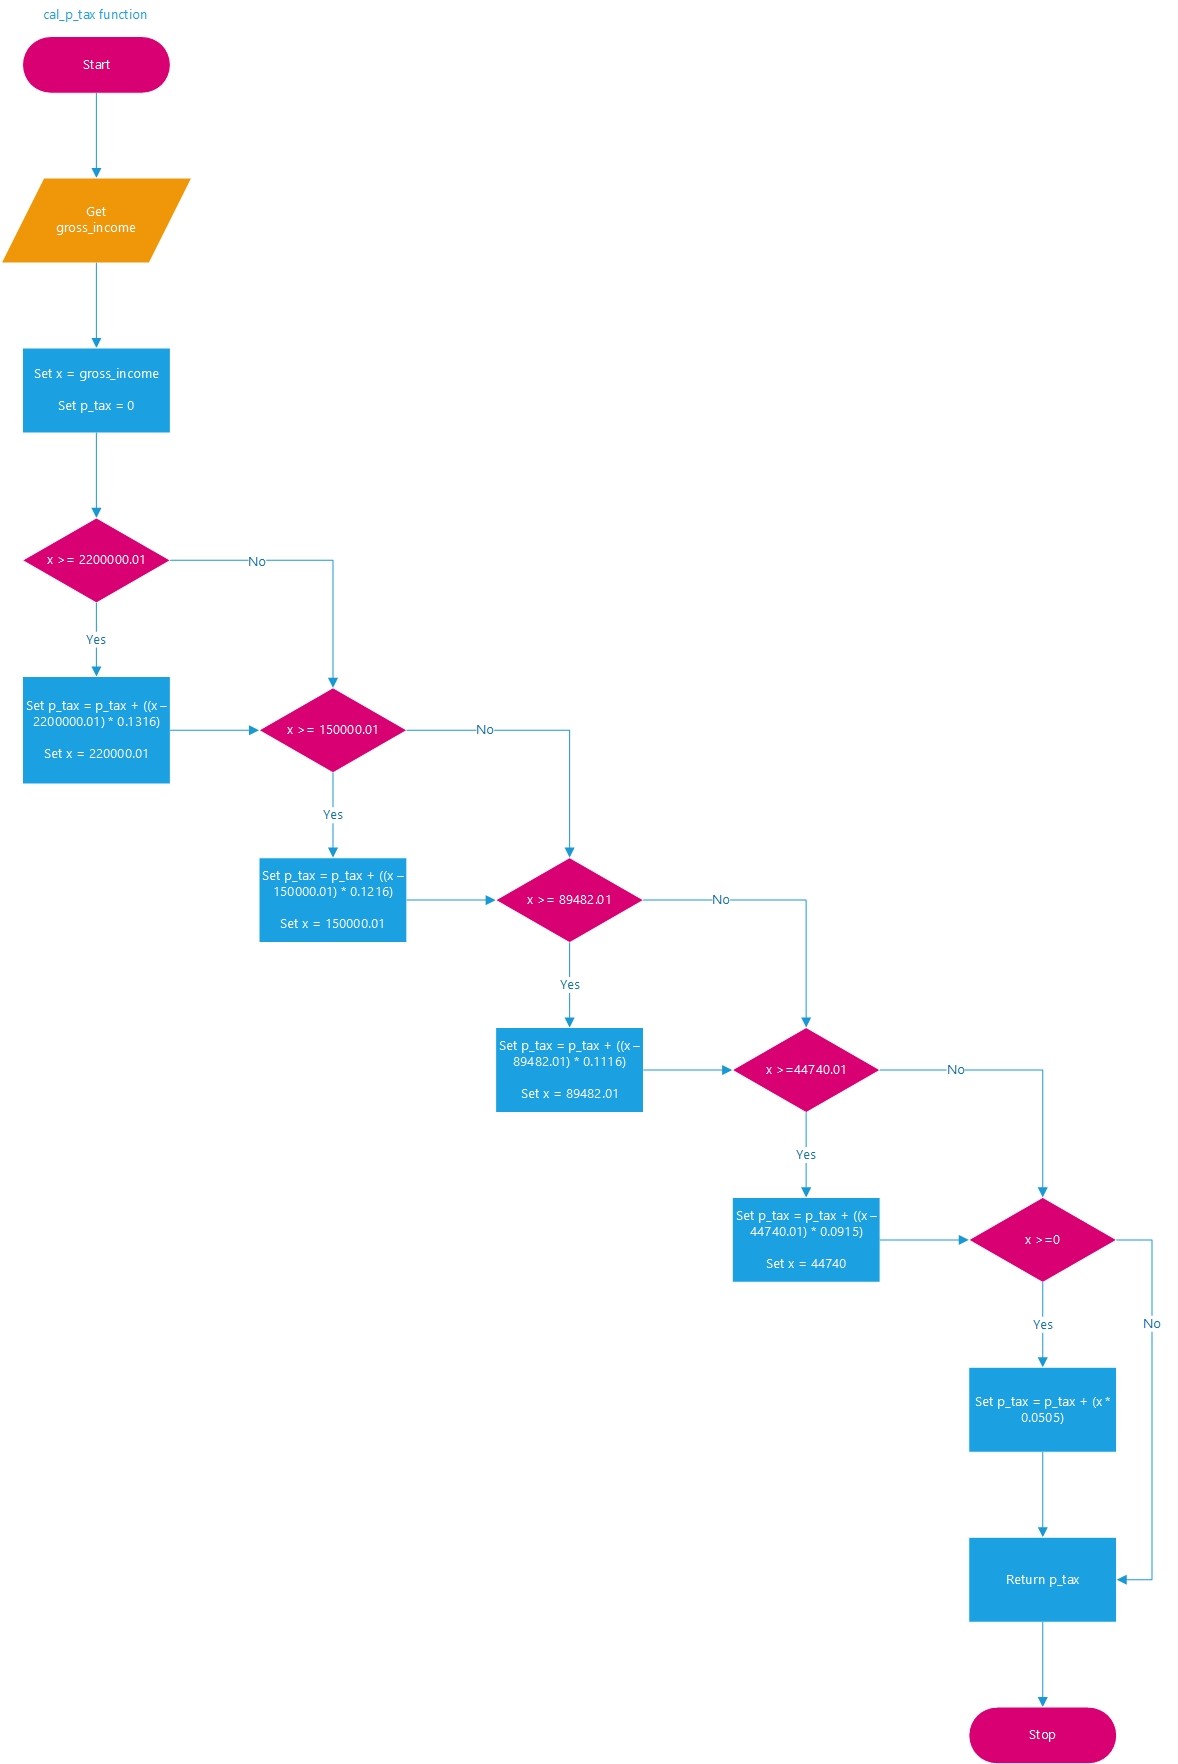 cal_p_tax function
Start
Get
gross_income
Set x = gross_income
Set p_tax = 0
x >= 2200000.01
No
Yes
Set p_tax = p_tax + ((x –
2200000.01) * 0.1316)
Set x = 220000.01
x >= 150000.01
No
Yes
Set p_tax = p_tax + ((x –
150000.01) * 0.1216)
Set x = 150000.01
x >= 89482.01
No
Yes
Set p_tax = p_tax + ((x –
89482.01) * 0.1116)
Set x = 89482.01
x >=44740.01
No
Yes
Set p_tax = p_tax + ((x –
44740.01) * 0.0915)
Set x = 44740
x >=0
Yes
No
Set p_tax = p_tax + (x *
0.0505)
Return p_tax
Stop